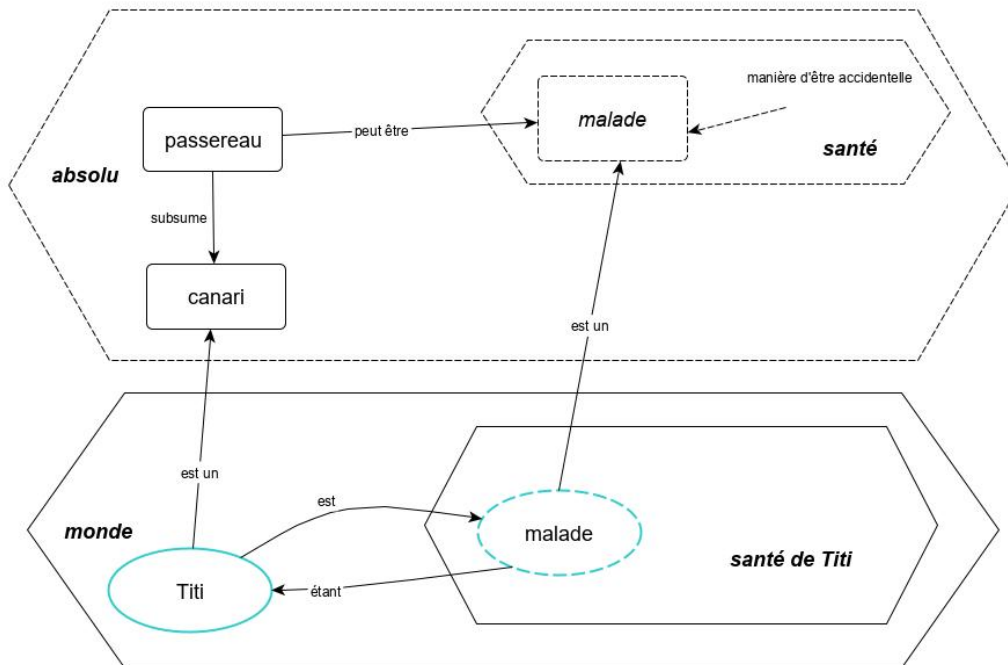 manière d'être accidentelle
malade
passereau
peut être
santé
absolu
subsume
canari
est un
est un
est
monde
malade
santé de Titi
Titi
étant